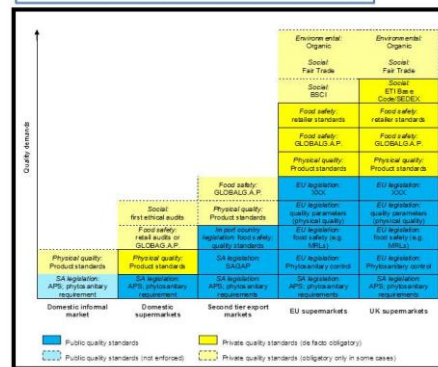 Quality demands
Physical quality:
Product standards
SA legislation:
APS; phytosanitary
requirement
Domestic informal
market
Social:
first ethical audits
Food safety:
retail audits or
GLOBAG.A.P.
Physical quality:
Product standards
SA legislation:
APS; phytosanitary
requirements
Domestic
supermarkets
Food safety:
GLOBALG.A.P.
Physical quality:
Product standards
Import country
legislation: food safety;
quality standards
SA legislation:
SAGAP
SA legislation:
APS; phytosanitary
requirements
Second tier export
markets
Environmental:
Organic
Social:
Fair Trade
Social:
BSCI
Food safety:
retailer standards
Food safety:
GLOBALG.A.P.
Physical quality:
Product standards
EU legislation:
XXX
EU legislation:
quality parameters
(physical quality)
EU legislation:
food safety (e.g.
MRLs)
EU legislation:
Phytosanitary control
SA legislation:
APS; phytosanitary
requirements
EU supermarkets
Environmental:
Organic
Social:
Fair Trade
Social:
ETI Base
Code/SEDEX
Food safety:
retailer standards
Food safety:
GLOBALG.A.P.
Physical quality:
Product standards
EU legislation:
XXX
EU legislation:
quality parameters
(physical quality)
EU legislation:
food safety (e.g.
MRLs)
EU legislation:
Phytosanitary control
SA legislation:
APS; phytosanitary
requirements
UK supermarkets
Public quality standards
Private quality standards (de facto obligatory)
Public quality standards (not enforced)
Private quality standards (obligatory only in some cases)